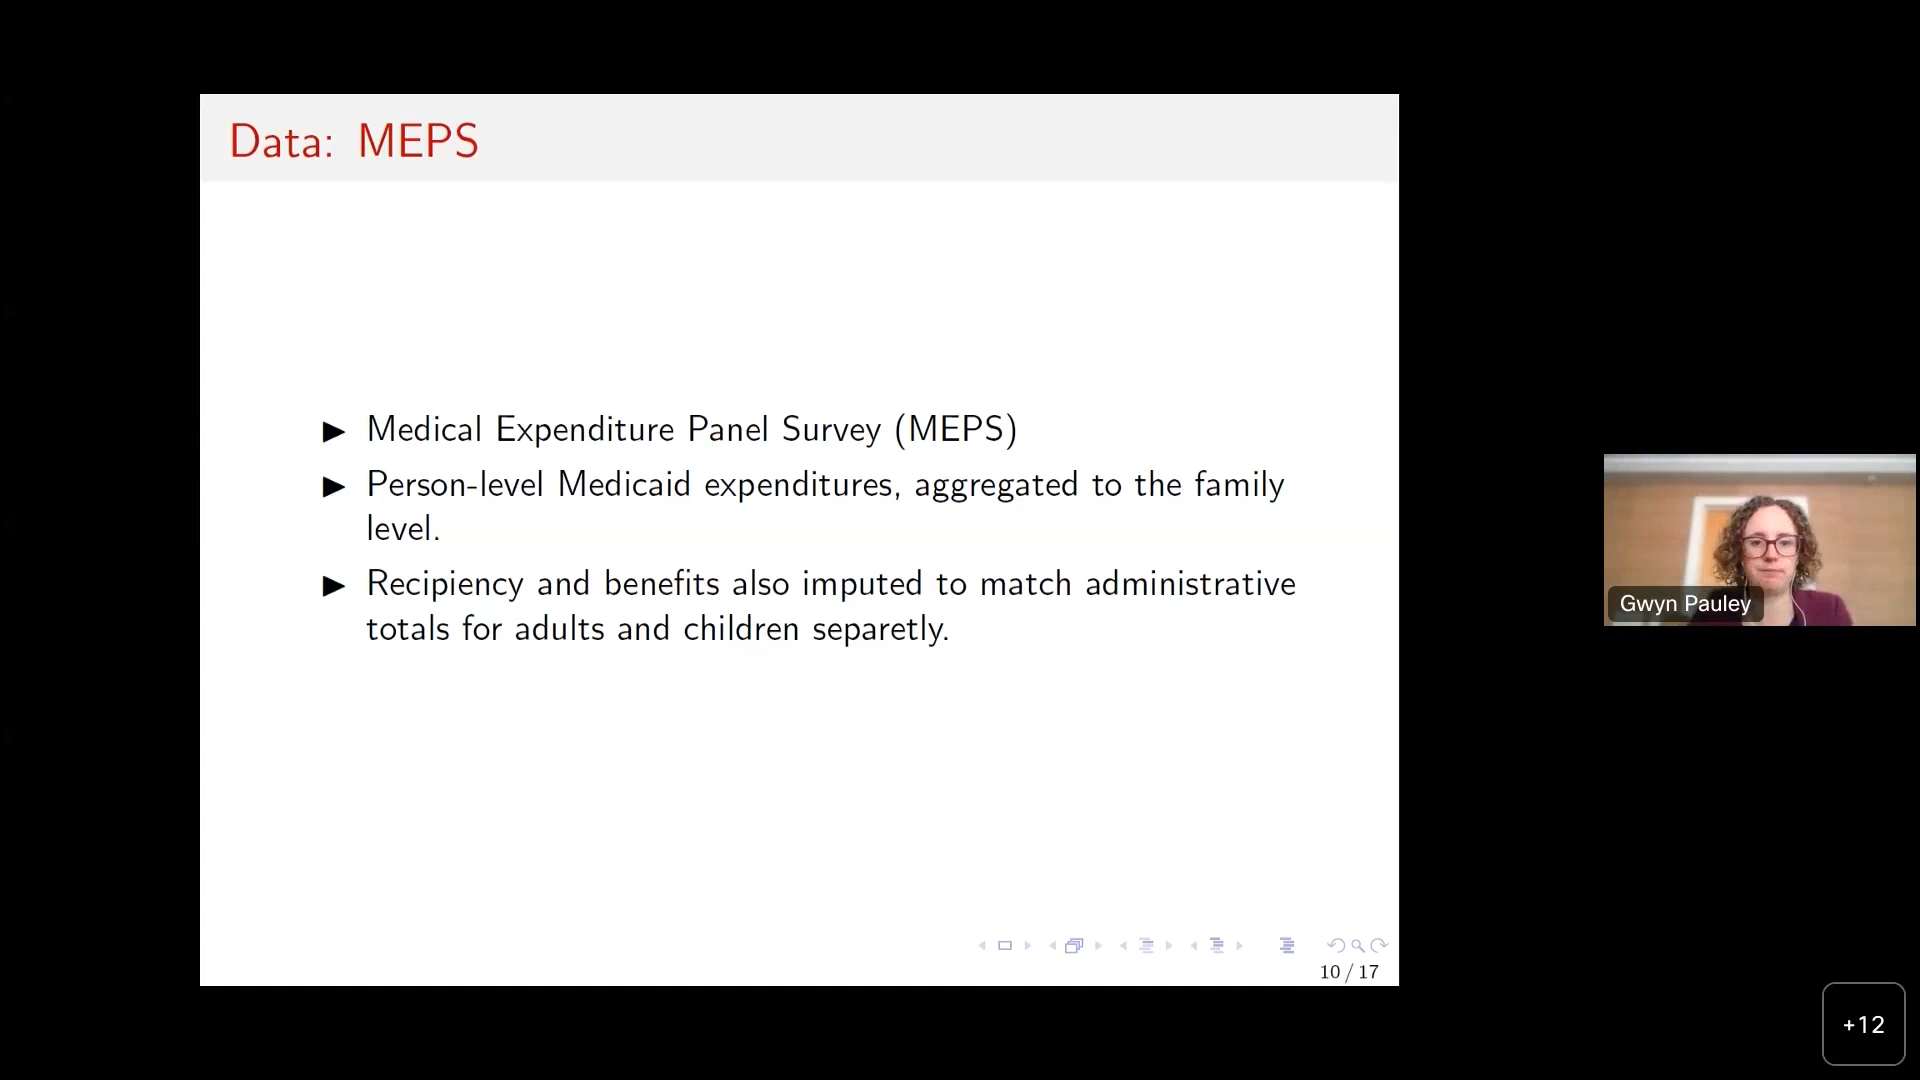 Data: MEPS
▶ Medical Expenditure Panel Survey (MEPS)
▶ Person-level Medicaid expenditures, aggregated to the family
level.
▶ Recipiency and benefits also imputed to match administrative
totals for adults and children separetly.
10 / 17
Gwyn Pauley
+12